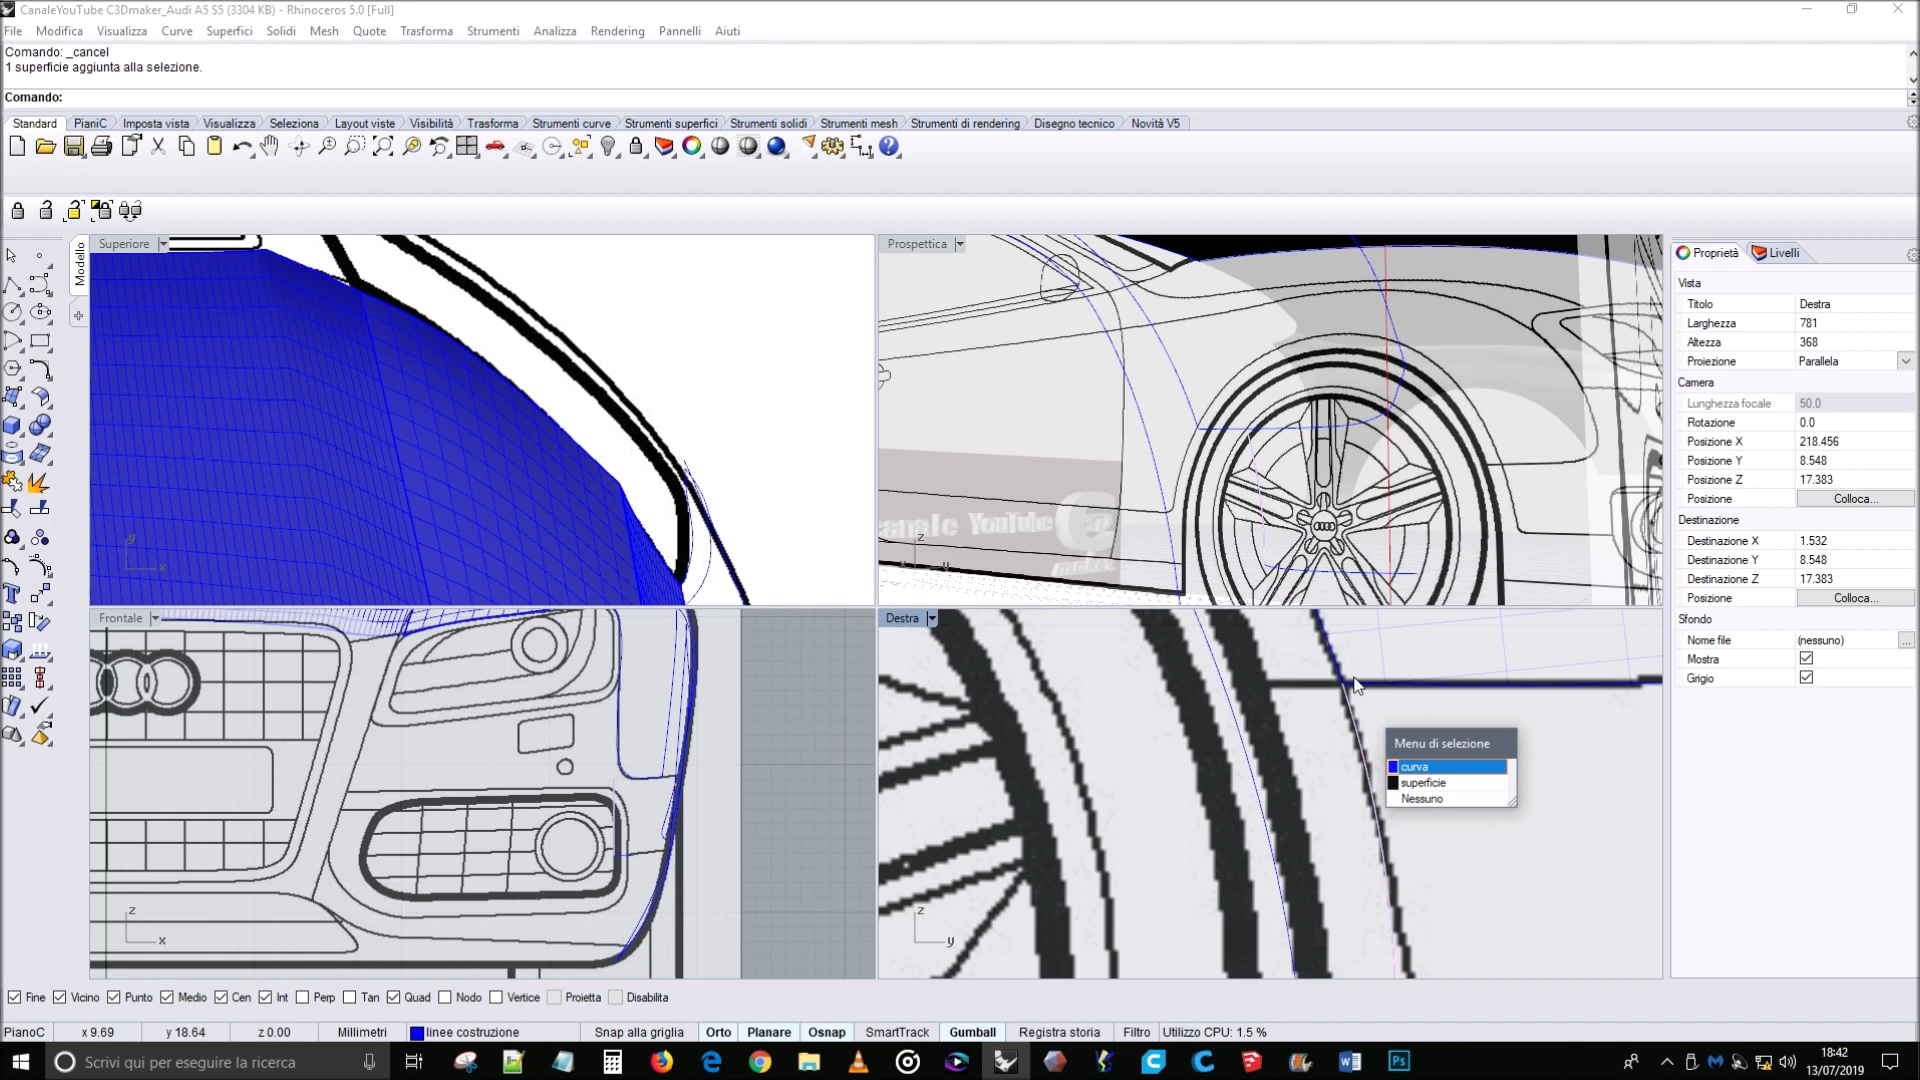 CanaleYouTube C3Dmaker_Audi A5 S5 (3304 KB) - Rhinoceros 5.0 [Full]
File Modifica Visualizza Curve Superfici Solidi Mesh Quote Trasforma Strumenti Analizza Rendering Pannelli Aiuti
Comando: _cancel
1 superficie aggiunta alla selezione.
Comando:
Standard PianiC Imposta vista Visualizza Seleziona Layout viste Visibilità Trasforma Strumenti curve Strumenti superfici Strumenti solidi Strumenti mesh Strumenti di rendering Disegno tecnico Novità V5
Modello
Superiore
y
x
Prospettica
canale YouTube
z
y
Frontale
z
x
Destra
z
y
Menu di selezione
curva
superficie
Nessuno
Proprietà Livelli
Vista
Titolo Destra
Larghezza 781
Altezza 368
Proiezione Parallela
Camera
Lunghezza focale 50.0
Rotazione 0.0
Posizione X 218.456
Posizione Y 8.548
Posizione Z 17.383
Posizione Colloca...
Destinazione
Destinazione X 1.532
Destinazione Y 8.548
Destinazione Z 17.383
Posizione Colloca...
Sfondo
Nome file (nessuno) ...
Mostra
Grigio
Fine Vicino Punto Medio Cen Int Perp Tan Quad Nodo Vertice Proietta Disabilita
PianoC x 9.69 y 18.64 z 0.00 Millimetri linee costruzione Snap alla griglia Orto Planare Osnap SmartTrack Gumball Registra storia Filtro Utilizzo CPU: 1.5 %
Scrivi qui per eseguire la ricerca
18:42
13/07/2019